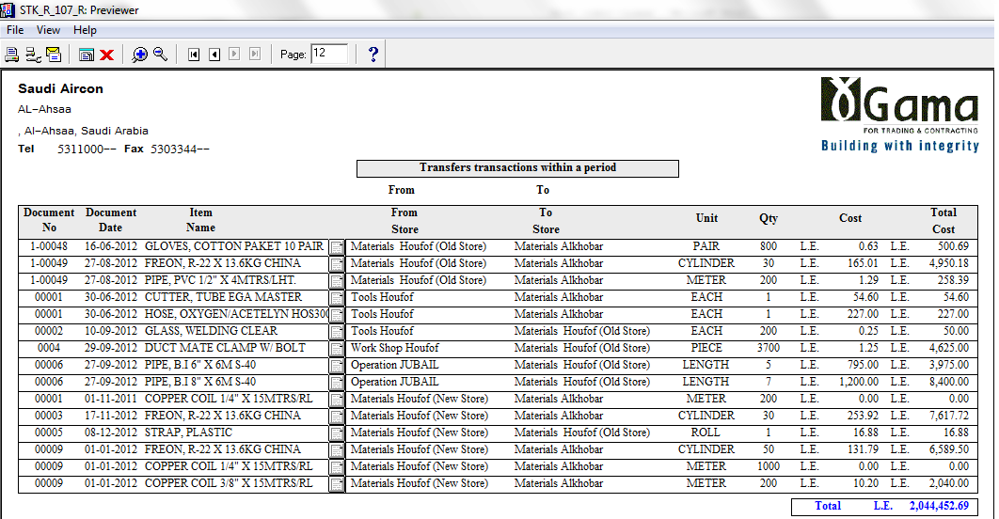 STK_R_107_R: Previewer
File View Help
Page: 12 ?
Saudi Aircon
AL-Ahsaa
, Al-Ahsaa, Saudi Arabia
Tel 5311000-- Fax 5303344--
Gama
FOR TRADING & CONTRACTING
Building with integrity
Transfers transactions within a period
From To
Document No Document Date Item Name From Store To Store Unit Qty Cost Total Cost
1-00048 16-06-2012 GLOVES, COTTON PAKET 10 PAIR Materials Houfof (Old Store) Materials Alkhobar PAIR 800 L.E. 0.63 L.E. 500.69
1-00049 27-08-2012 FREON, R-22 X 13.6KG CHINA Materials Houfof (Old Store) Materials Alkhobar CYLINDER 30 L.E. 165.01 L.E. 4,950.18
1-00049 27-08-2012 PIPE, PVC 1/2" X 4MTRS/LHT. Materials Houfof (Old Store) Materials Alkhobar METER 200 L.E. 1.29 L.E. 258.39
00001 30-06-2012 CUTTER, TUBE EGA MASTER Tools Houfof Materials Alkhobar EACH 1 L.E. 54.60 L.E. 54.60
00001 30-06-2012 HOSE, OXYGEN/ACETELYN HOS300 Tools Houfof Materials Alkhobar EACH 1 L.E. 227.00 L.E. 227.00
00002 10-09-2012 GLASS, WELDING CLEAR Tools Houfof Materials Houfof (Old Store) EACH 200 L.E. 0.25 L.E. 50.00
0004 29-09-2012 DUCT MATE CLAMP W/ BOLT Work Shop Houfof Materials Alkhobar PIECE 3700 L.E. 1.25 L.E. 4,625.00
00006 27-09-2012 PIPE, B.I 6" X 6M S-40 Operation JUBAIL Materials Houfof (Old Store) LENGTH 5 L.E. 795.00 L.E. 3,975.00
00006 27-09-2012 PIPE, B.I 8" X 6M S-40 Operation JUBAIL Materials Houfof (Old Store) LENGTH 7 L.E. 1,200.00 L.E. 8,400.00
00001 01-11-2011 COPPER COIL 1/4" X 15MTRS/RL Materials Houfof (New Store) Materials Alkhobar METER 200 L.E. 0.00 L.E. 0.00
00003 17-11-2012 FREON, R-22 X 13.6KG CHINA Materials Houfof (New Store) Materials Alkhobar CYLINDER 30 L.E. 253.92 L.E. 7,617.72
00005 08-12-2012 STRAP, PLASTIC Materials Houfof (New Store) Materials Houfof (Old Store) ROLL 1 L.E. 16.88 L.E. 16.88
00009 01-01-2012 FREON, R-22 X 13.6KG CHINA Materials Houfof (New Store) Materials Alkhobar CYLINDER 50 L.E. 131.79 L.E. 6,589.50
00009 01-01-2012 COPPER COIL 1/4" X 15MTRS/RL Materials Houfof (New Store) Materials Alkhobar METER 1000 L.E. 0.00 L.E. 0.00
00009 01-01-2012 COPPER COIL 3/8" X 15MTRS/RL Materials Houfof (New Store) Materials Alkhobar METER 200 L.E. 10.20 L.E. 2,040.00
Total L.E. 2,044,452.69